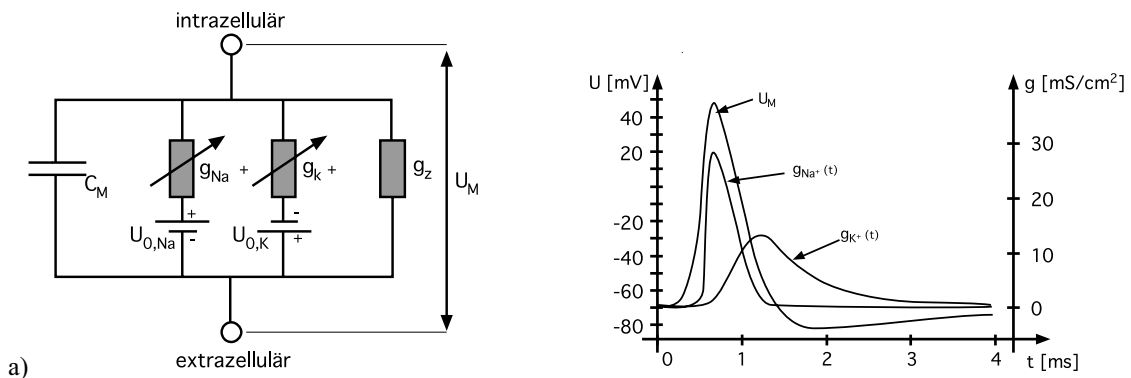 intrazellulär
C_M
g_Na +
g_k +
g_z
U_M
+
-
U_0,Na
-
+
U_0,K
extrazellulär
a)
U [mV]
g [mS/cm²]
40
20
-20
-40
-60
-70
-80
30
20
10
0
U_M
g_Na⁺ (t)
g_K⁺ (t)
0 1 2 3 4 t [ms]